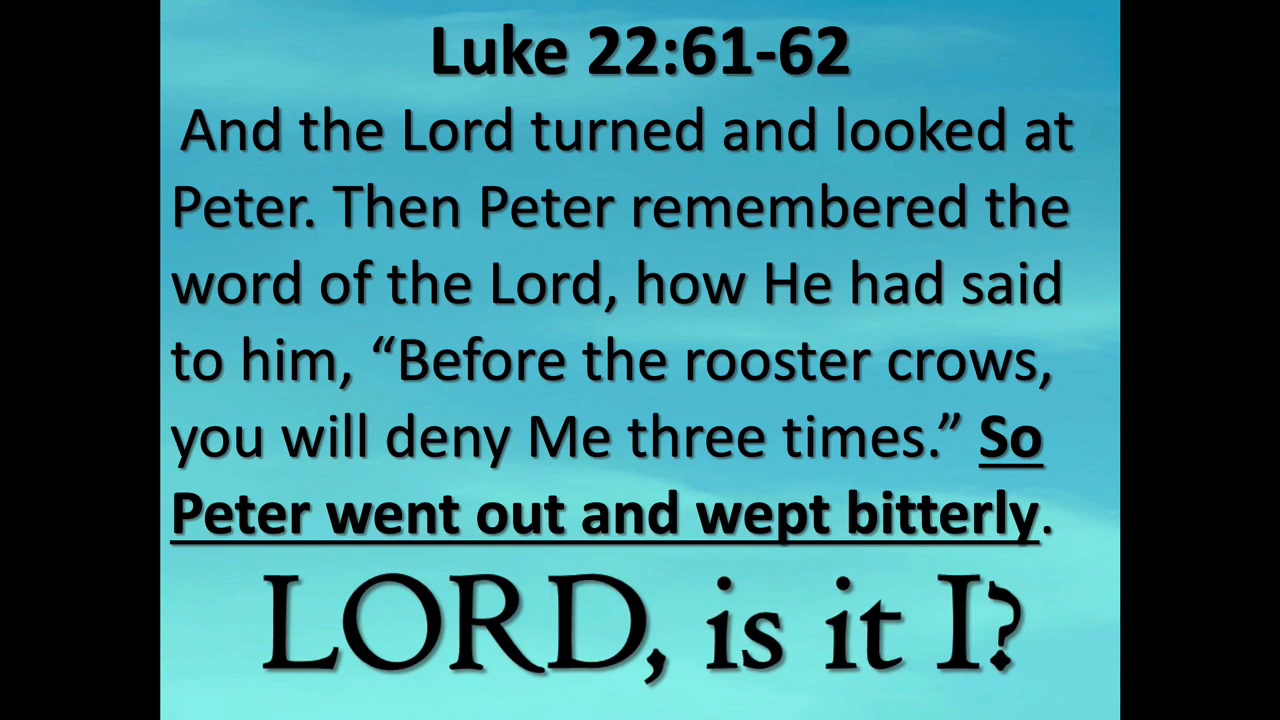 Luke 22:61-62
And the Lord turned and looked at
Peter. Then Peter remembered the
word of the Lord, how He had said
to him, “Before the rooster crows,
you will deny Me three times.” So
Peter went out and wept bitterly.
LORD, is it I?